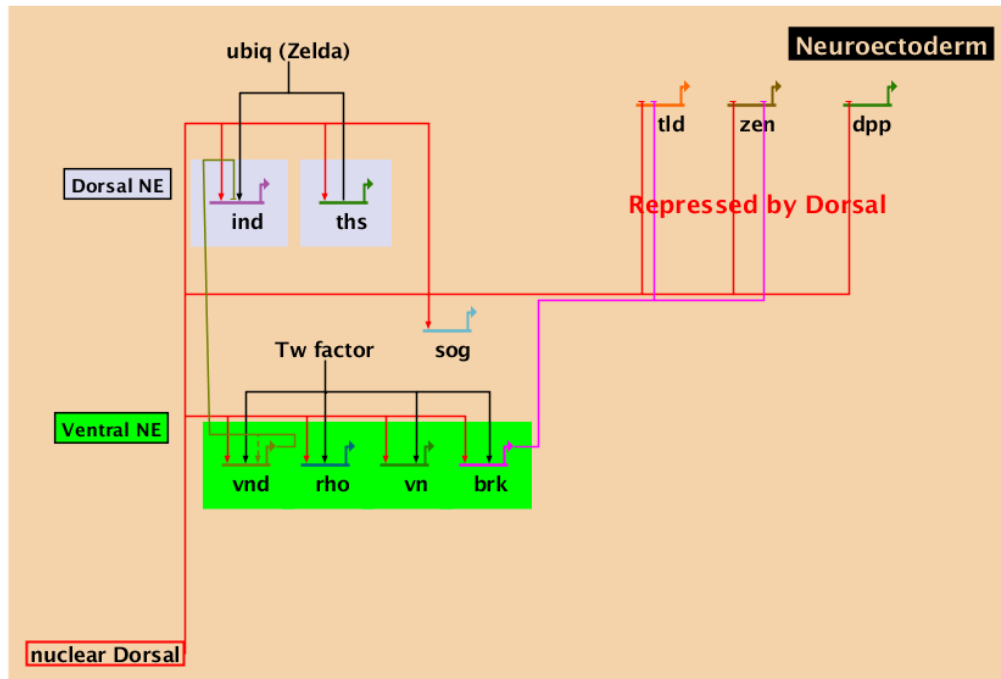 Neuroectoderm
ubiq (Zelda)
tld
zen
dpp
Dorsal NE
ind
ths
Repressed by Dorsal
Tw factor
sog
Ventral NE
vnd
rho
vn
brk
nuclear Dorsal